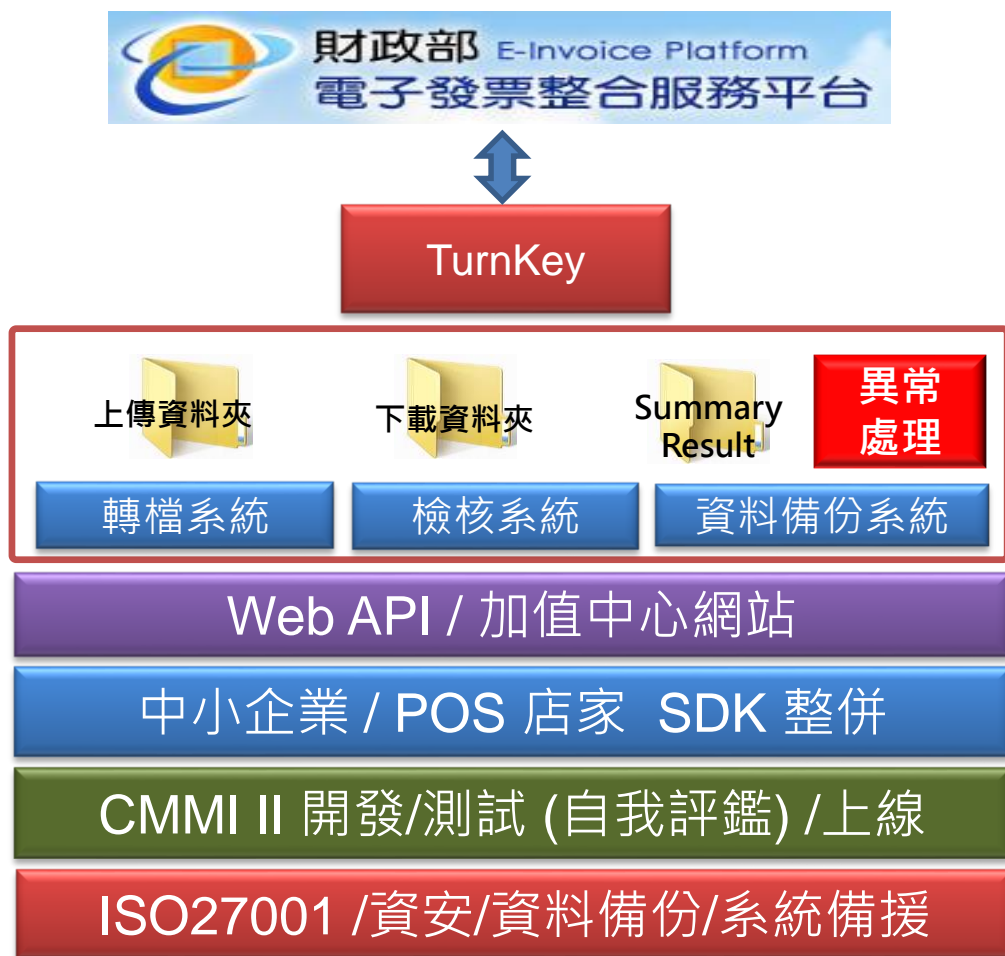 財政部 E-Invoice Platform
電子發票整合服務平台
TurnKey
上傳資料夾
下載資料夾
Summary
Result
異常
處理
轉檔系統
檢核系統
資料備份系統
Web API / 加值中心網站
中小企業 / POS 店家 SDK 整併
CMMI II 開發/測試 (自我評鑑) /上線
ISO27001 /資安/資料備份/系統備援